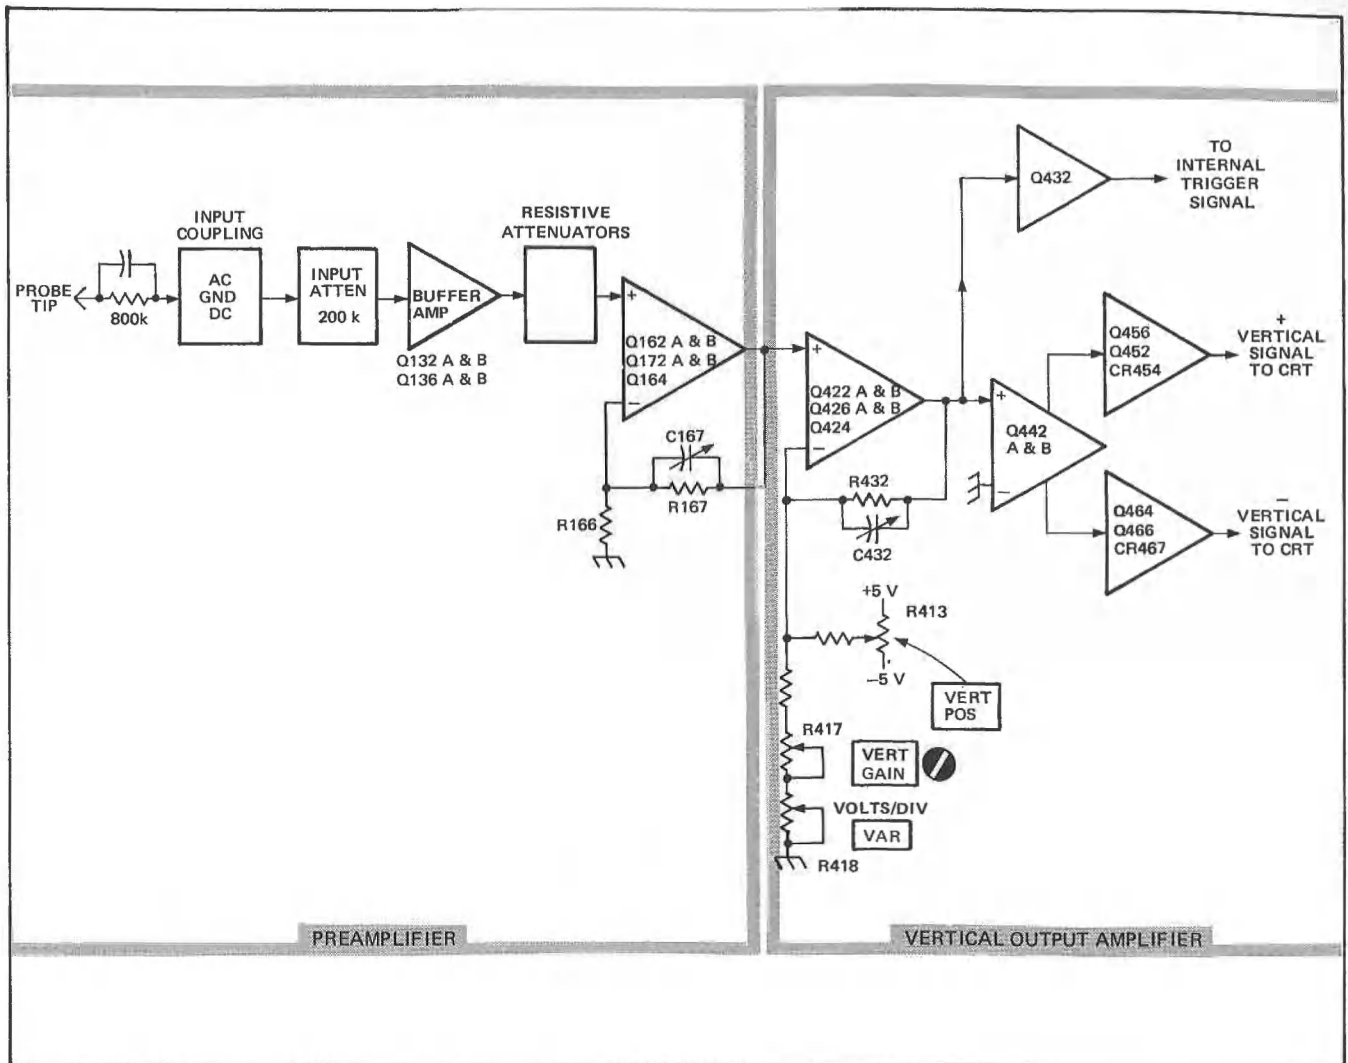 PROBE
TIP
800k
INPUT
COUPLING
AC
GND
DC
INPUT
ATTEN
200 k
BUFFER
AMP
Q132 A & B
Q136 A & B
RESISTIVE
ATTENUATORS
+
Q162 A & B
Q172 A & B
Q164
−
C167
R167
R166
+
Q422 A & B
Q426 A & B
Q424
−
R432
C432
Q432
TO
INTERNAL
TRIGGER
SIGNAL
+
Q442
A & B
−
Q456
Q452
CR454
+
VERTICAL
SIGNAL
TO CRT
Q464
Q466
CR467
−
VERTICAL
SIGNAL
TO CRT
+5 V
R413
−5 V
VERT
POS
R417
VERT
GAIN
VOLTS/DIV
VAR
R418
PREAMPLIFIER
VERTICAL OUTPUT AMPLIFIER